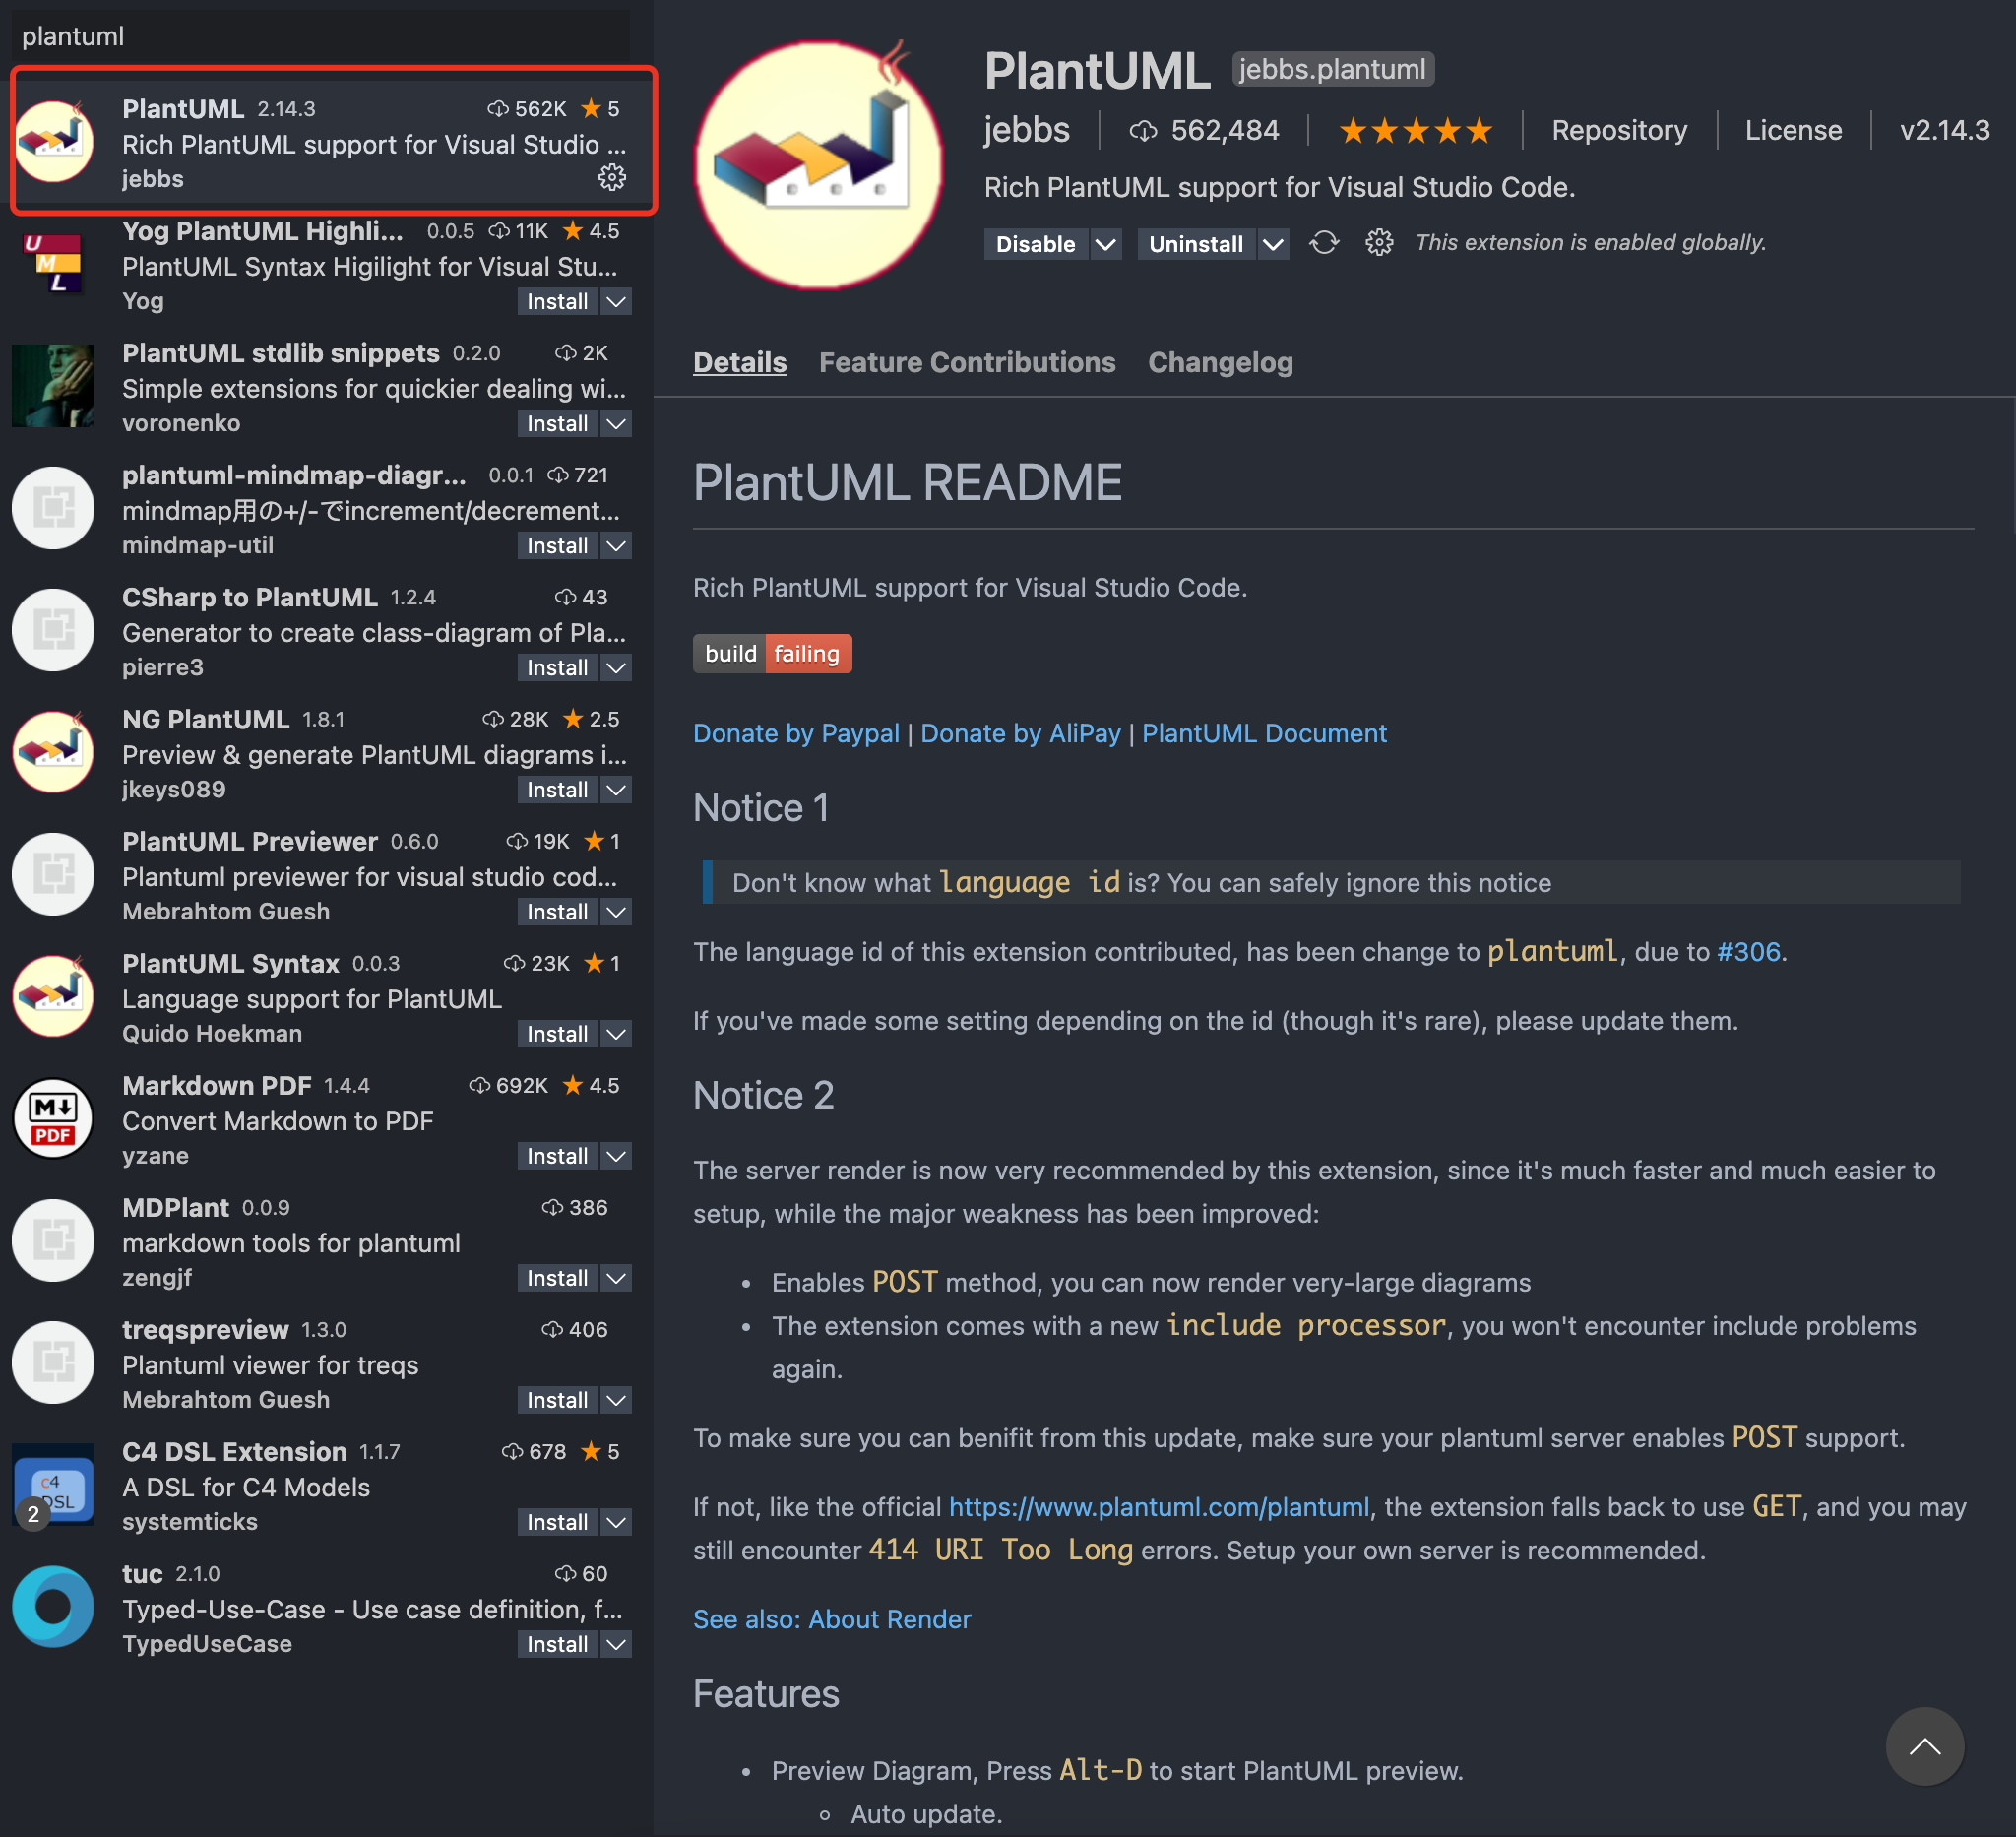 plantuml
PlantUML 2.14.3 562K 5
Rich PlantUML support for Visual Studio ...
jebbs
Yog PlantUML Highli... 0.0.5 11K 4.5
PlantUML Syntax Higilight for Visual Stu...
Yog Install
PlantUML stdlib snippets 0.2.0 2K
Simple extensions for quickier dealing wi...
voronenko Install
plantuml-mindmap-diagr... 0.0.1 721
mindmap用の+/-でincrement/decrement...
mindmap-util Install
CSharp to PlantUML 1.2.4 43
Generator to create class-diagram of Pla...
pierre3 Install
NG PlantUML 1.8.1 28K 2.5
Preview & generate PlantUML diagrams i...
jkeys089 Install
PlantUML Previewer 0.6.0 19K 1
Plantuml previewer for visual studio cod...
Mebrahtom Guesh Install
PlantUML Syntax 0.0.3 23K 1
Language support for PlantUML
Quido Hoekman Install
Markdown PDF 1.4.4 692K 4.5
Convert Markdown to PDF
yzane Install
MDPlant 0.0.9 386
markdown tools for plantuml
zengjf Install
treqspreview 1.3.0 406
Plantuml viewer for treqs
Mebrahtom Guesh Install
C4 DSL Extension 1.1.7 678 5
A DSL for C4 Models
systemticks Install
tuc 2.1.0 60
Typed-Use-Case - Use case definition, f...
TypedUseCase Install
U
M
L
M
PDF
C4
DSL
2
PlantUML jebbs.plantuml
jebbs 562,484 Repository License v2.14.3
Rich PlantUML support for Visual Studio Code.
Disable Uninstall This extension is enabled globally.
Details Feature Contributions Changelog
PlantUML README
Rich PlantUML support for Visual Studio Code.
build failing
Donate by Paypal | Donate by AliPay | PlantUML Document
Notice 1
Don't know what language id is? You can safely ignore this notice
The language id of this extension contributed, has been change to plantuml, due to #306.
If you've made some setting depending on the id (though it's rare), please update them.
Notice 2
The server render is now very recommended by this extension, since it's much faster and much easier to
setup, while the major weakness has been improved:
• Enables POST method, you can now render very-large diagrams
• The extension comes with a new include processor, you won't encounter include problems
again.
To make sure you can benifit from this update, make sure your plantuml server enables POST support.
If not, like the official https://www.plantuml.com/plantuml, the extension falls back to use GET, and you may
still encounter 414 URI Too Long errors. Setup your own server is recommended.
See also: About Render
Features
• Preview Diagram, Press Alt-D to start PlantUML preview.
◦ Auto update.